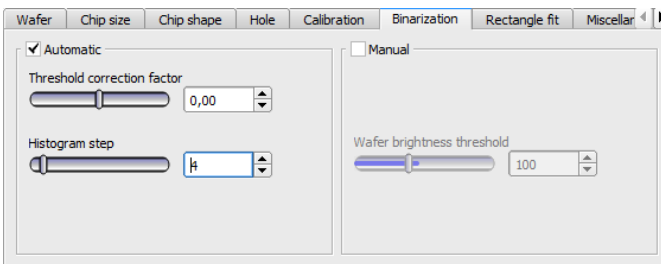 Wafer Chip size Chip shape Hole Calibration Binarization Rectangle fit Miscellar
Automatic
Threshold correction factor
0,00
Histogram step
4
Manual
Wafer brightness threshold
100